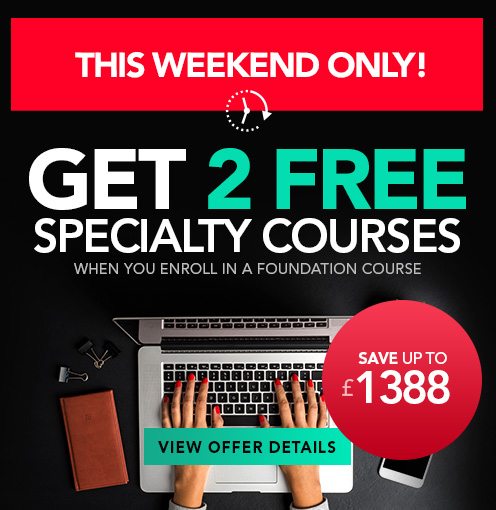 THIS WEEKEND ONLY!
GET 2 FREE
SPECIALTY COURSES
WHEN YOU ENROLL IN A FOUNDATION COURSE
SAVE UP TO
£1388
VIEW OFFER DETAILS